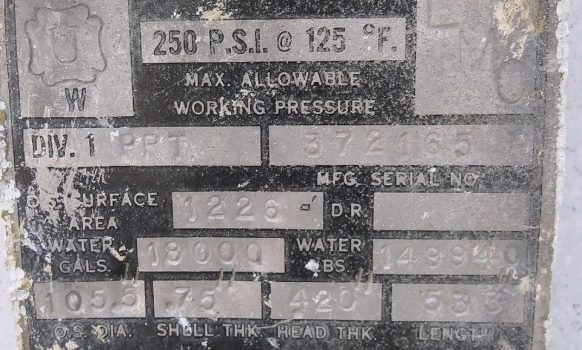 U
250 P.S.I. @ 125 °F.
W
MAX. ALLOWABLE
WORKING PRESSURE
DIV. 1 PRT 372165
MFG. SERIAL NO
O.S. SURFACE AREA 1226 D.R.
WATER GALS. 18000 WATER LBS 149940
105.5" .75" .420" 533"
O.S. DIA. SHELL THK. HEAD THK. LENGTH